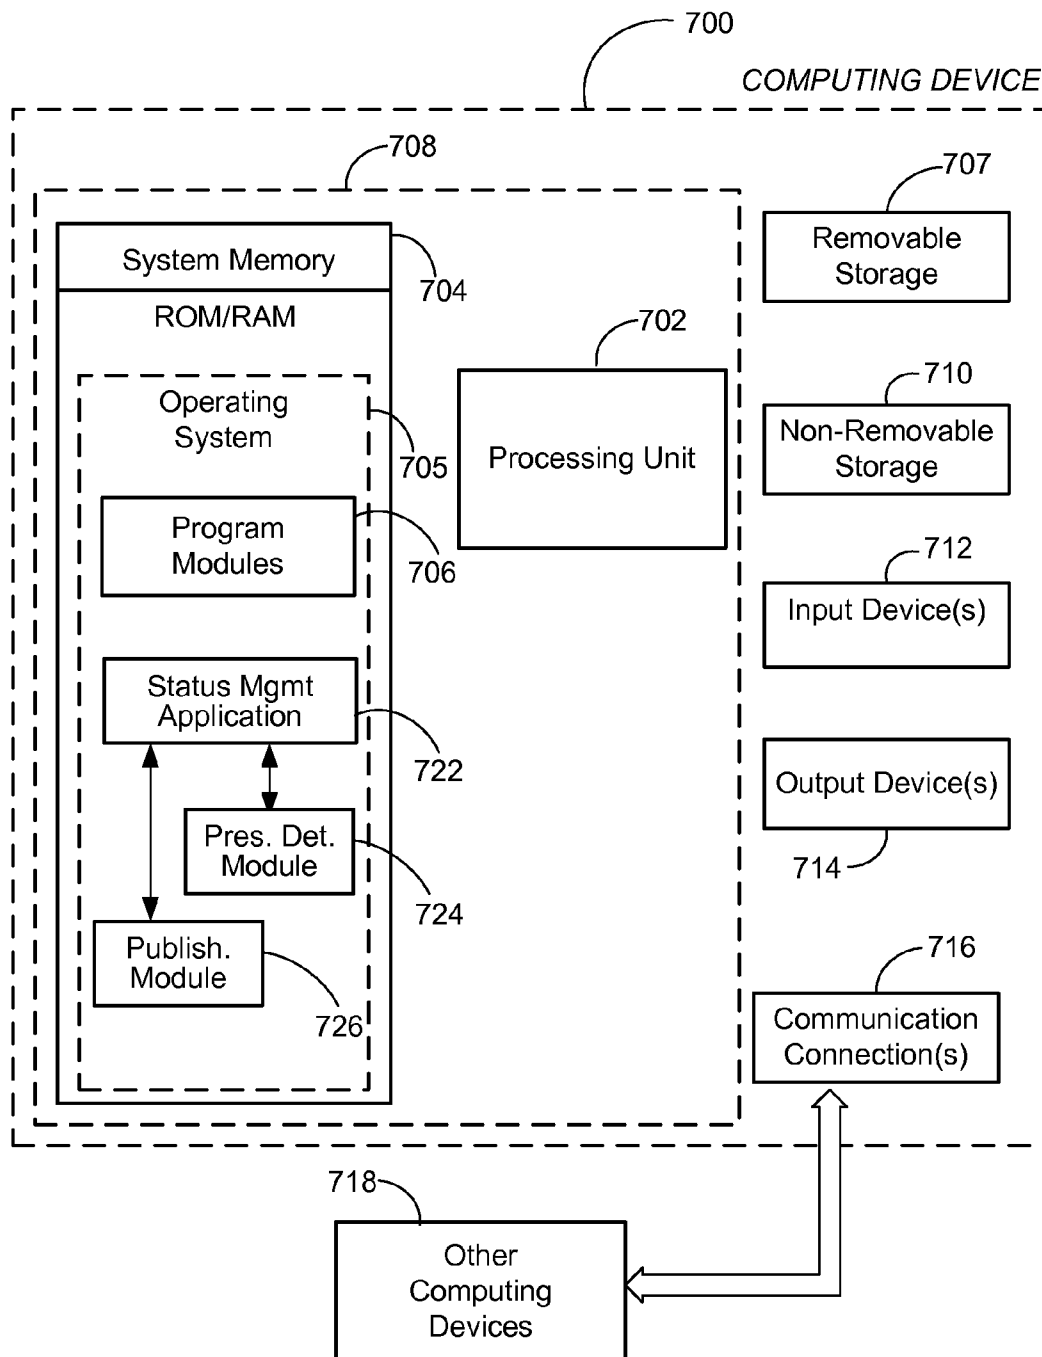 700
COMPUTING DEVICE
708
707
System Memory
704
Removable
Storage
ROM/RAM
702
Operating
System
705
Processing Unit
710
Non-Removable
Storage
Program
Modules
706
712
Input Device(s)
Status Mgmt
Application
722
Output Device(s)
714
Pres. Det.
Module
724
Publish.
Module
726
716
Communication
Connection(s)
718
Other
Computing
Devices